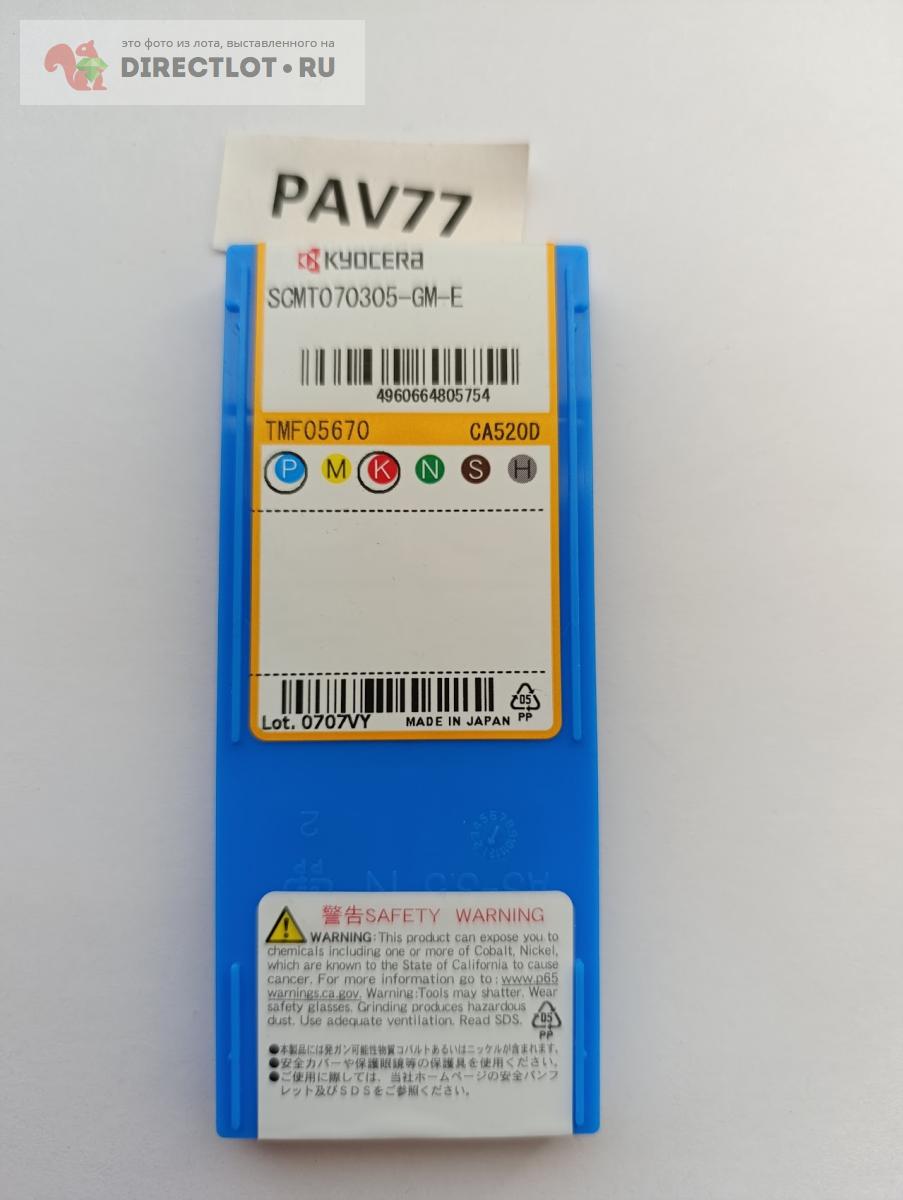 это фото из лота, выставленного на
DIRECTLOT•RU
PAV77
KYOCERA
SCMT070305-GM-E
4960664805754
TMF05670 CA520D
P M K N S H
Lot. 0707VY MADE IN JAPAN
05
PP
2
警告SAFETY WARNING
WARNING:This product can expose you to
chemicals including one or more of Cobalt, Nickel,
which are known to the State of California to cause
cancer. For more information go to : www.p65
warnings.ca.gov. Warning:Tools may shatter. Wear
safety glasses. Grinding produces hazardous
dust. Use adequate ventilation. Read SDS.
05
PP
●本製品には発ガン可能性物質コバルトあるいはニッケルが含まれます。
●安全カバーや保護眼鏡等の保護具を使用ください。
●ご使用に際しては、当社ホームページの安全パンフ
レット及びSDSをご参照ください。